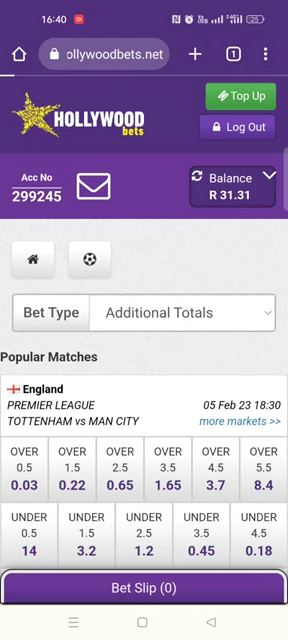 16:40
ollywoodbets.net
1
HOLLYWOOD
bets
Top Up
Log Out
Acc No
299245
Balance
R 31.31
Bet Type
Additional Totals
Popular Matches
England
PREMIER LEAGUE
05 Feb 23 18:30
TOTTENHAM vs MAN CITY
more markets >>
OVER OVER OVER OVER OVER OVER
0.5 1.5 2.5 3.5 4.5 5.5
0.03 0.22 0.65 1.65 3.7 8.4
UNDER UNDER UNDER UNDER UNDER
0.5 1.5 2.5 3.5 4.5
14 3.2 1.2 0.45 0.18
Bet Slip (0)